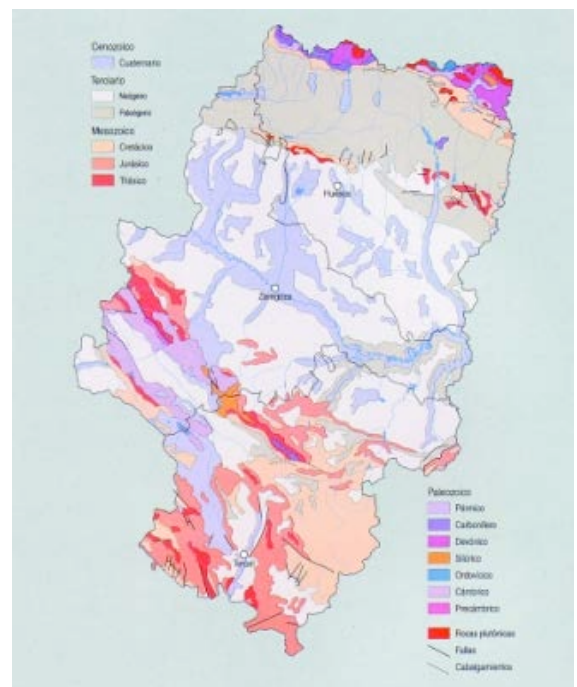 Cenozoico
Cuaternario
Terciario
Neógeno
Paleógeno
Mesozoico
Cretácico
Jurásico
Triásico
Huesca
Zaragoza
Teruel
Paleozoico
Pérmico
Carbonífero
Devónico
Silúrico
Ordovícico
Cámbrico
Precámbrico
Rocas plutónicas
Fallas
Cabalgamientos